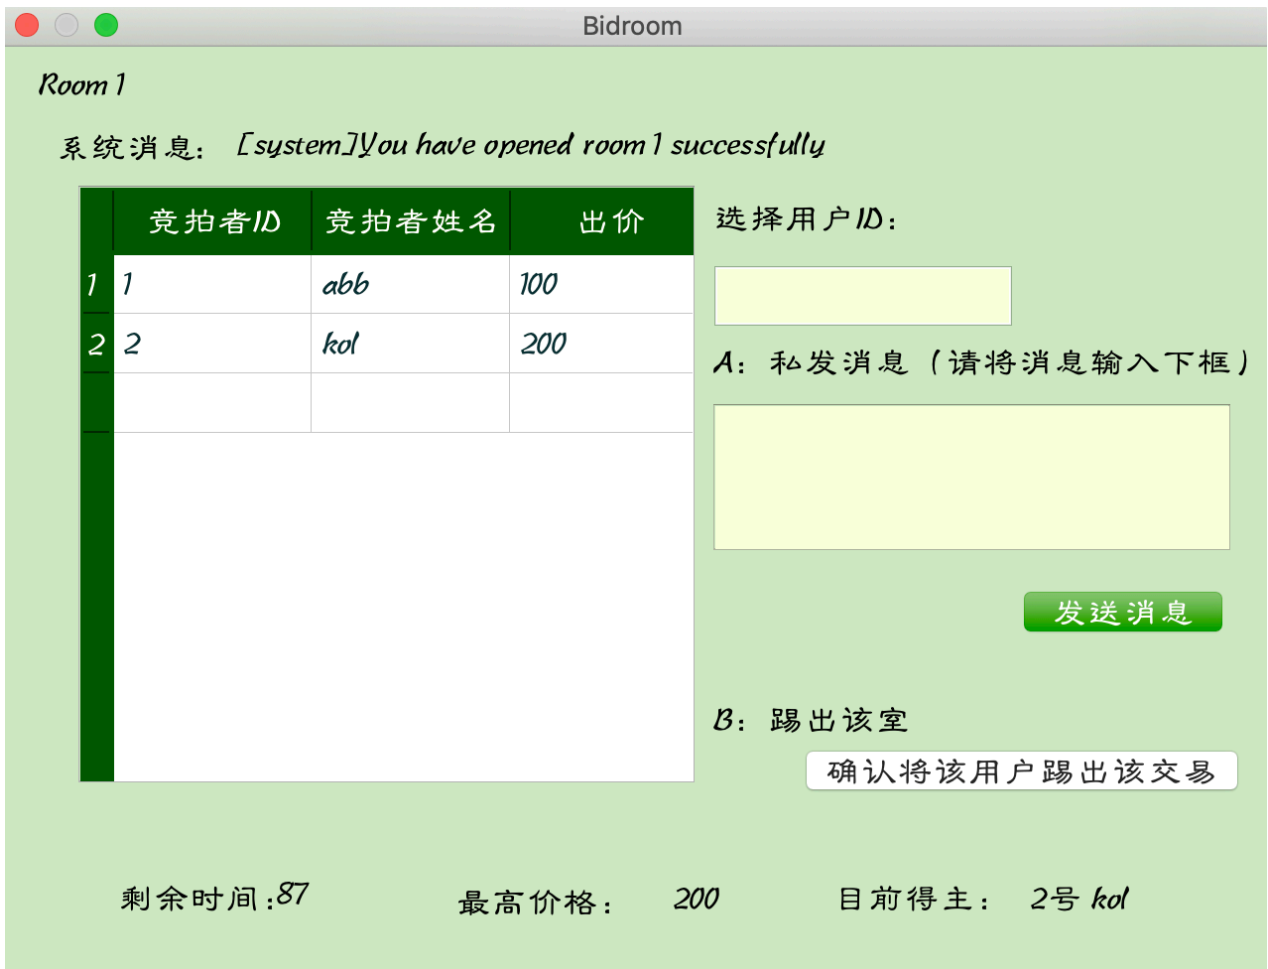 Bidroom
Room 1
系统消息： [system]You have opened room 1 successfully
竞拍者ID 竞拍者姓名 出价
1 1 abb 100
2 2 kol 200
选择用户ID：
A：私发消息（请将消息输入下框）
发送消息
B：踢出该室
确认将该用户踢出该交易
剩余时间：87 最高价格： 200 目前得主： 2号 kol